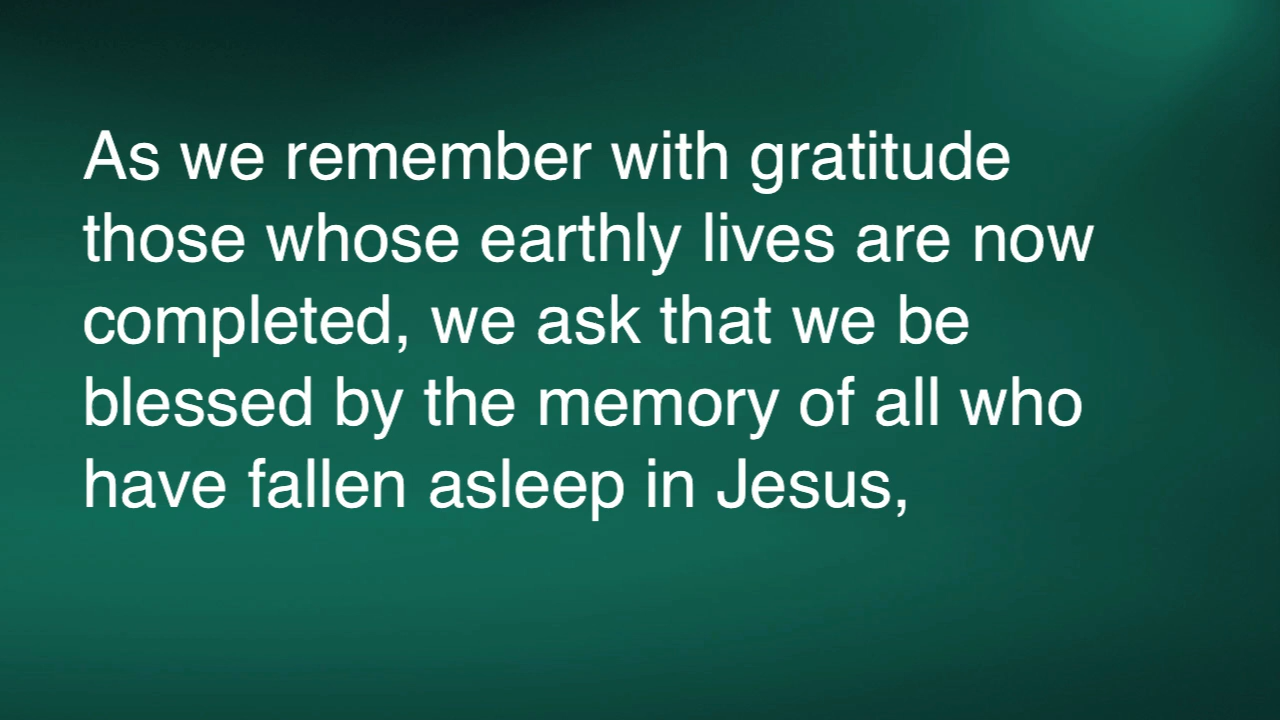 As we remember with gratitude
those whose earthly lives are now
completed, we ask that we be
blessed by the memory of all who
have fallen asleep in Jesus,